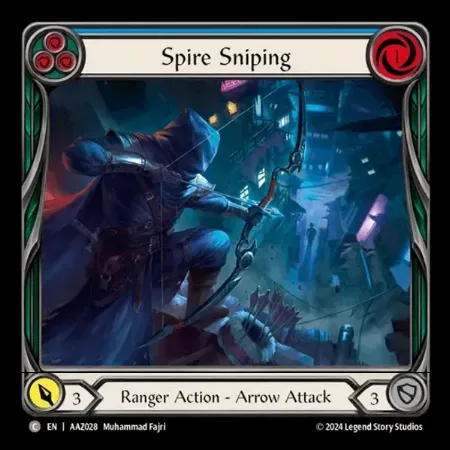 Spire Sniping
3 Ranger Action - Arrow Attack 3
C EN | AAZ028 Muhammad Fajri © 2024 Legend Story Studios